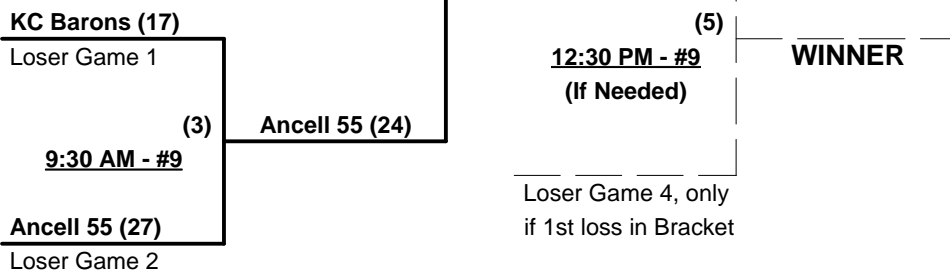 KC Barons (17)
Loser Game 1
(3)
9:30 AM - #9
Ancell 55 (27)
Loser Game 2
Ancell 55 (24)
(5)
12:30 PM - #9
(If Needed)
WINNER
Loser Game 4, only
if 1st loss in Bracket